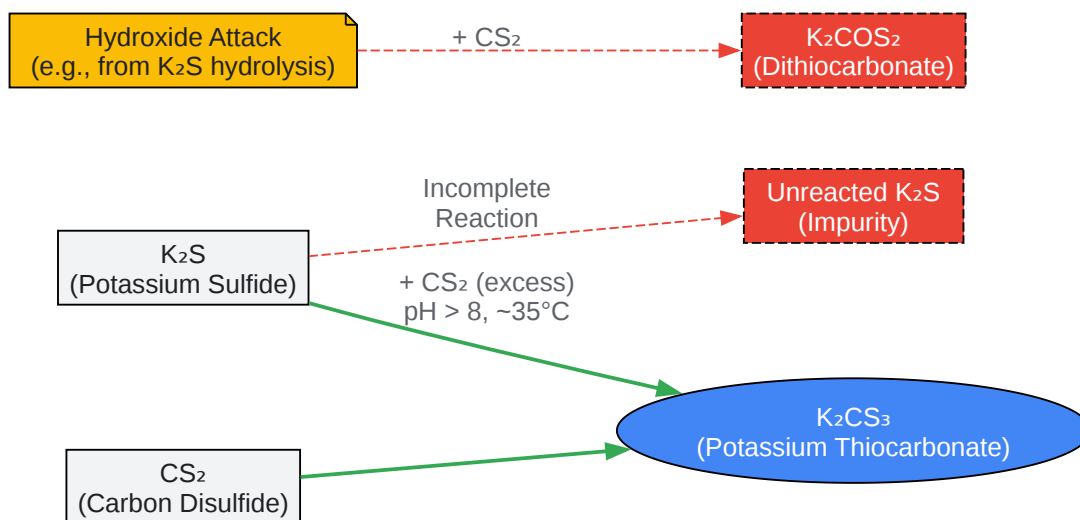 Hydroxide Attack
(e.g., from K₂S hydrolysis)
+ CS₂
K₂COS₂
(Dithiocarbonate)
Incomplete
Reaction
Unreacted K₂S
(Impurity)
K₂S
(Potassium Sulfide)
+ CS₂ (excess)
pH > 8, ~35°C
K₂CS₃
(Potassium Thiocarbonate)
CS₂
(Carbon Disulfide)